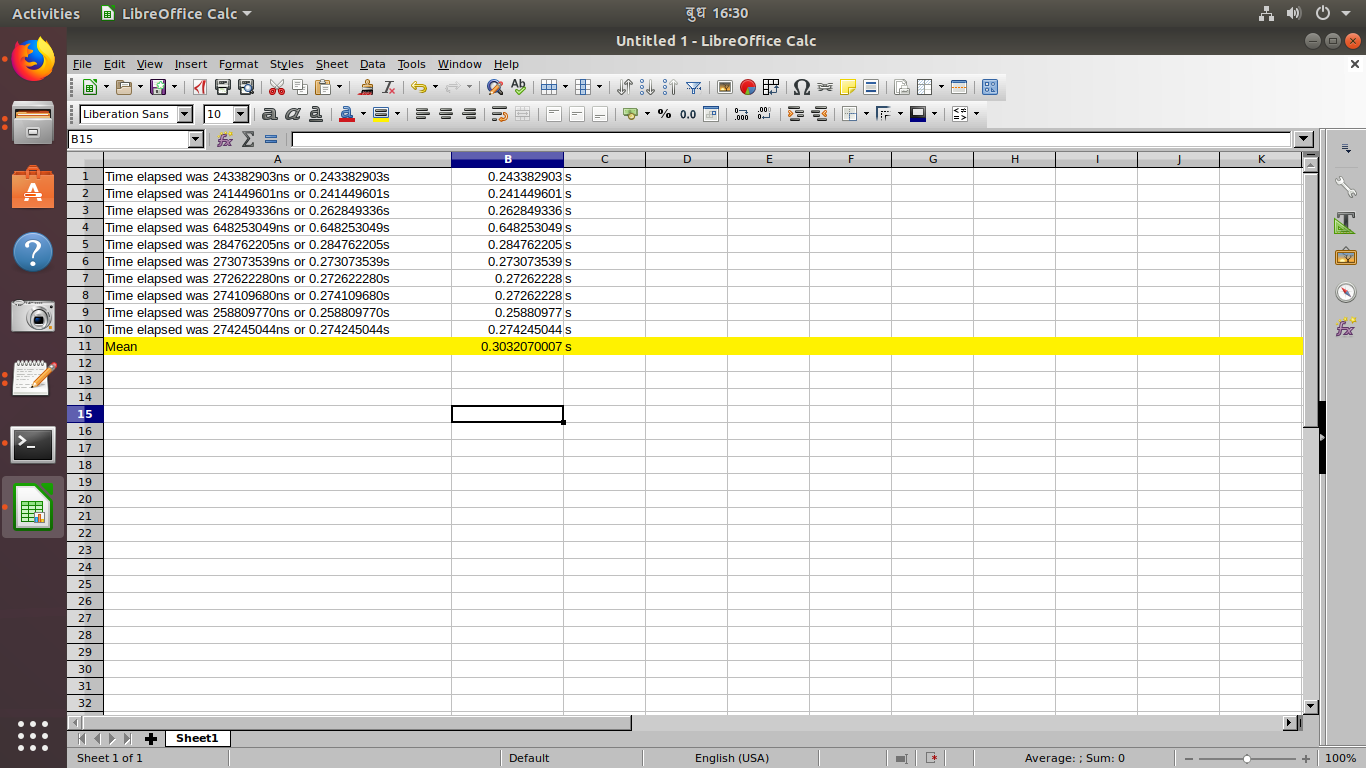 Activities LibreOffice Calc बुध 16:30
Untitled 1 - LibreOffice Calc
File Edit View Insert Format Styles Sheet Data Tools Window Help
Liberation Sans 10
B15
A B C D E F G H I J K
1 Time elapsed was 243382903ns or 0.243382903s 0.243382903 s
2 Time elapsed was 241449601ns or 0.241449601s 0.241449601 s
3 Time elapsed was 262849336ns or 0.262849336s 0.262849336 s
4 Time elapsed was 648253049ns or 0.648253049s 0.648253049 s
5 Time elapsed was 284762205ns or 0.284762205s 0.284762205 s
6 Time elapsed was 273073539ns or 0.273073539s 0.273073539 s
7 Time elapsed was 272622280ns or 0.272622280s 0.27262228 s
8 Time elapsed was 274109680ns or 0.274109680s 0.27262228 s
9 Time elapsed was 258809770ns or 0.258809770s 0.25880977 s
10 Time elapsed was 274245044ns or 0.274245044s 0.274245044 s
11 Mean 0.3032070007 s
12
13
14
15
16
17
18
19
20
21
22
23
24
25
26
27
28
29
30
31
32
Sheet1
Sheet 1 of 1 Default English (USA) Average: ; Sum: 0 100%